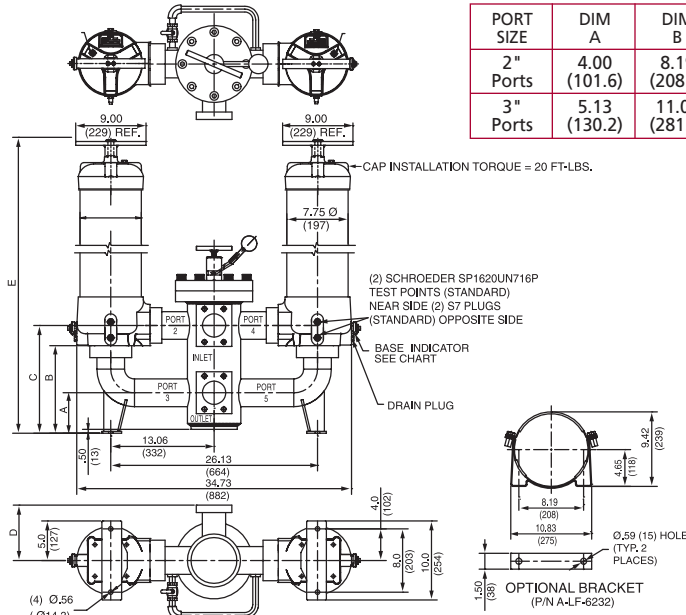 PORT SIZE DIM A DIM B
2" Ports 4.00 (101.6)
3" Ports 5.13 (130.2)
9.00
(229) REF.
9.00
(229) REF.
CAP INSTALLATION TORQUE = 20 FT-LBS.
7.75 Ø
(197)
E
(2) SCHROEDER SP1620UN716P
TEST POINTS (STANDARD)
NEAR SIDE (2) S7 PLUGS
(STANDARD) OPPOSITE SIDE
PORT
2
PORT
4
INLET
BASE INDICATOR
SEE CHART
C
B
A
PORT
3
PORT
5
DRAIN PLUG
OUTLET
.50
(13)
13.06
(332)
26.13
(664)
34.73
(882)
9.42
(239)
4.65
(118)
8.19
(208)
10.83
(275)
Ø.59 (15) HOLE
(TYP. 2
PLACES)
1.50
(38)
OPTIONAL BRACKET
(P/N A-LF-6232)
D
5.0
(127)
4.0
(102)
8.0
(203)
10.0
(254)
(4) Ø.56